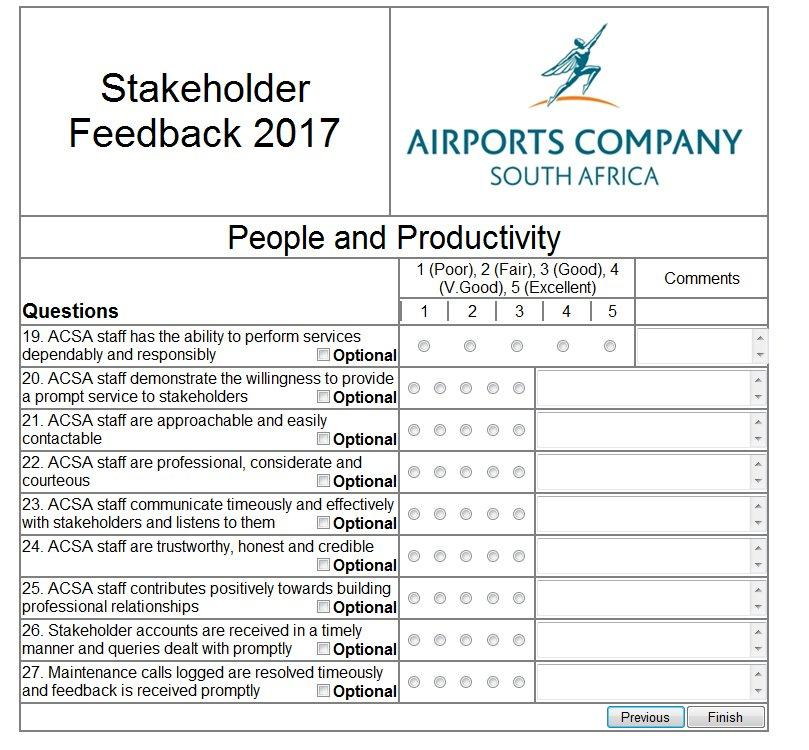 Stakeholder
Feedback 2017
AIRPORTS COMPANY
SOUTH AFRICA
People and Productivity
Questions
1 (Poor), 2 (Fair), 3 (Good), 4
(V.Good), 5 (Excellent)
Comments
1 | 2 | 3 | 4 | 5
19. ACSA staff has the ability to perform services
dependably and responsibly Optional
20. ACSA staff demonstrate the willingness to provide
a prompt service to stakeholders Optional
21. ACSA staff are approachable and easily
contactable Optional
22. ACSA staff are professional, considerate and
courteous Optional
23. ACSA staff communicate timeously and effectively
with stakeholders and listens to them Optional
24. ACSA staff are trustworthy, honest and credible
Optional
25. ACSA staff contributes positively towards building
professional relationships Optional
26. Stakeholder accounts are received in a timely
manner and queries dealt with promptly Optional
27. Maintenance calls logged are resolved timeously
and feedback is received promptly Optional
Previous Finish